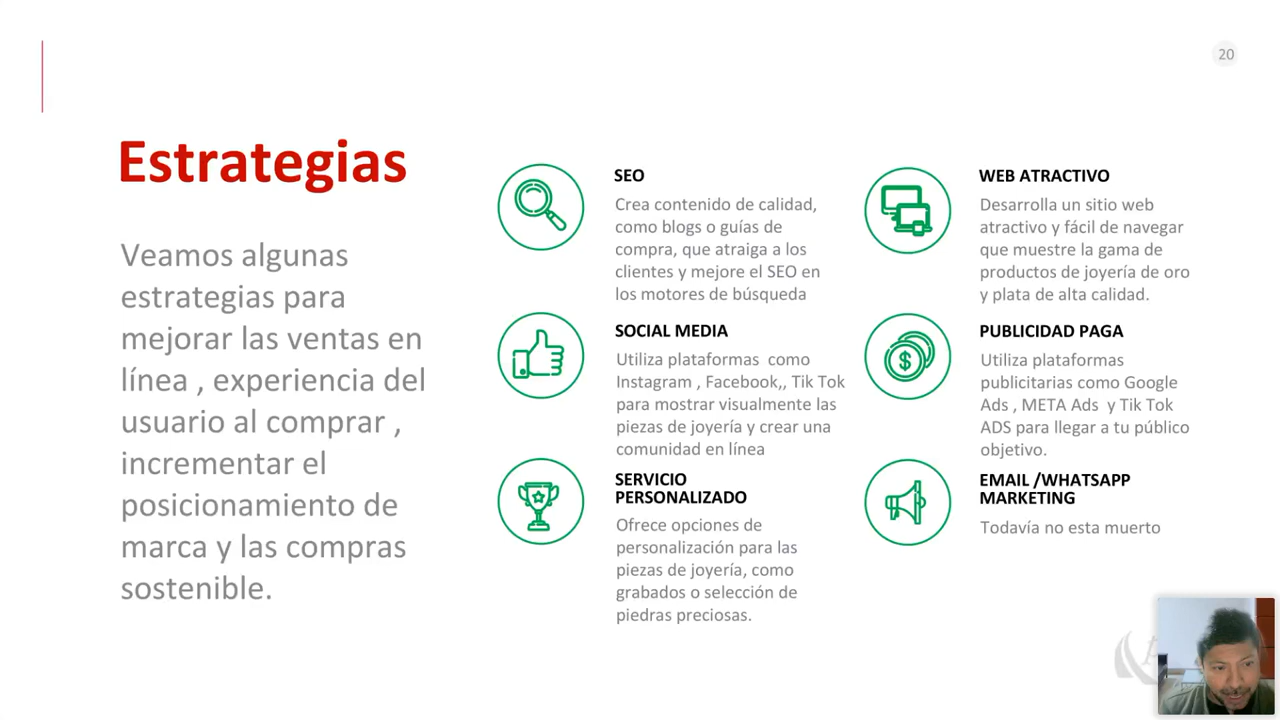 20
Estrategias
Veamos algunas
estrategias para
mejorar las ventas en
línea , experiencia del
usuario al comprar ,
incrementar el
posicionamiento de
marca y las compras
sostenible.
SEO
Crea contenido de calidad,
como blogs o guías de
compra, que atraiga a los
clientes y mejore el SEO en
los motores de búsqueda
WEB ATRACTIVO
Desarrolla un sitio web
atractivo y fácil de navegar
que muestre la gama de
productos de joyería de oro
y plata de alta calidad.
SOCIAL MEDIA
Utiliza plataformas  como
Instagram , Facebook,, Tik Tok
para mostrar visualmente las
piezas de joyería y crear una
comunidad en línea
PUBLICIDAD PAGA
Utiliza plataformas
publicitarias como Google
Ads , META Ads  y Tik Tok
ADS para llegar a tu público
objetivo.
SERVICIO
PERSONALIZADO
Ofrece opciones de
personalización para las
piezas de joyería, como
grabados o selección de
piedras preciosas.
EMAIL /WHATSAPP
MARKETING
Todavía no esta muerto